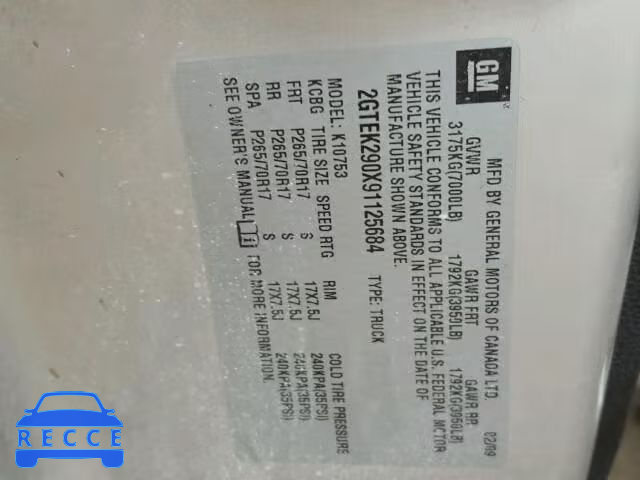 GM
MFD BY GENERAL MOTORS OF CANADA LTD. 02/09
GVWR GAWR FRT GAWR RR
3175KG(7000LB) 1792KG(3950LB) 1792KG(3950LB)
THIS VEHICLE CONFORMS TO ALL APPLICABLE U.S. FEDERAL MOTOR
VEHICLE SAFETY STANDARDS IN EFFECT ON THE DATE OF
MANUFACTURE SHOWN ABOVE.
2GTEK290X91125684 TYPE: TRUCK
MODEL: K10753
KCBG TIRE SIZE SPEED RTG RIM COLD TIRE PRESSURE
FRT P265/70R17 S 17X7.5J 240KPA(35PSI)
RR P265/70R17 S 17X7.5J 240KPA(35PSI)
SPA P265/70R17 S 17X7.5J 240KPA(35PSI)
SEE OWNER'S MANUAL FOR MORE INFORMATION.
RECCE